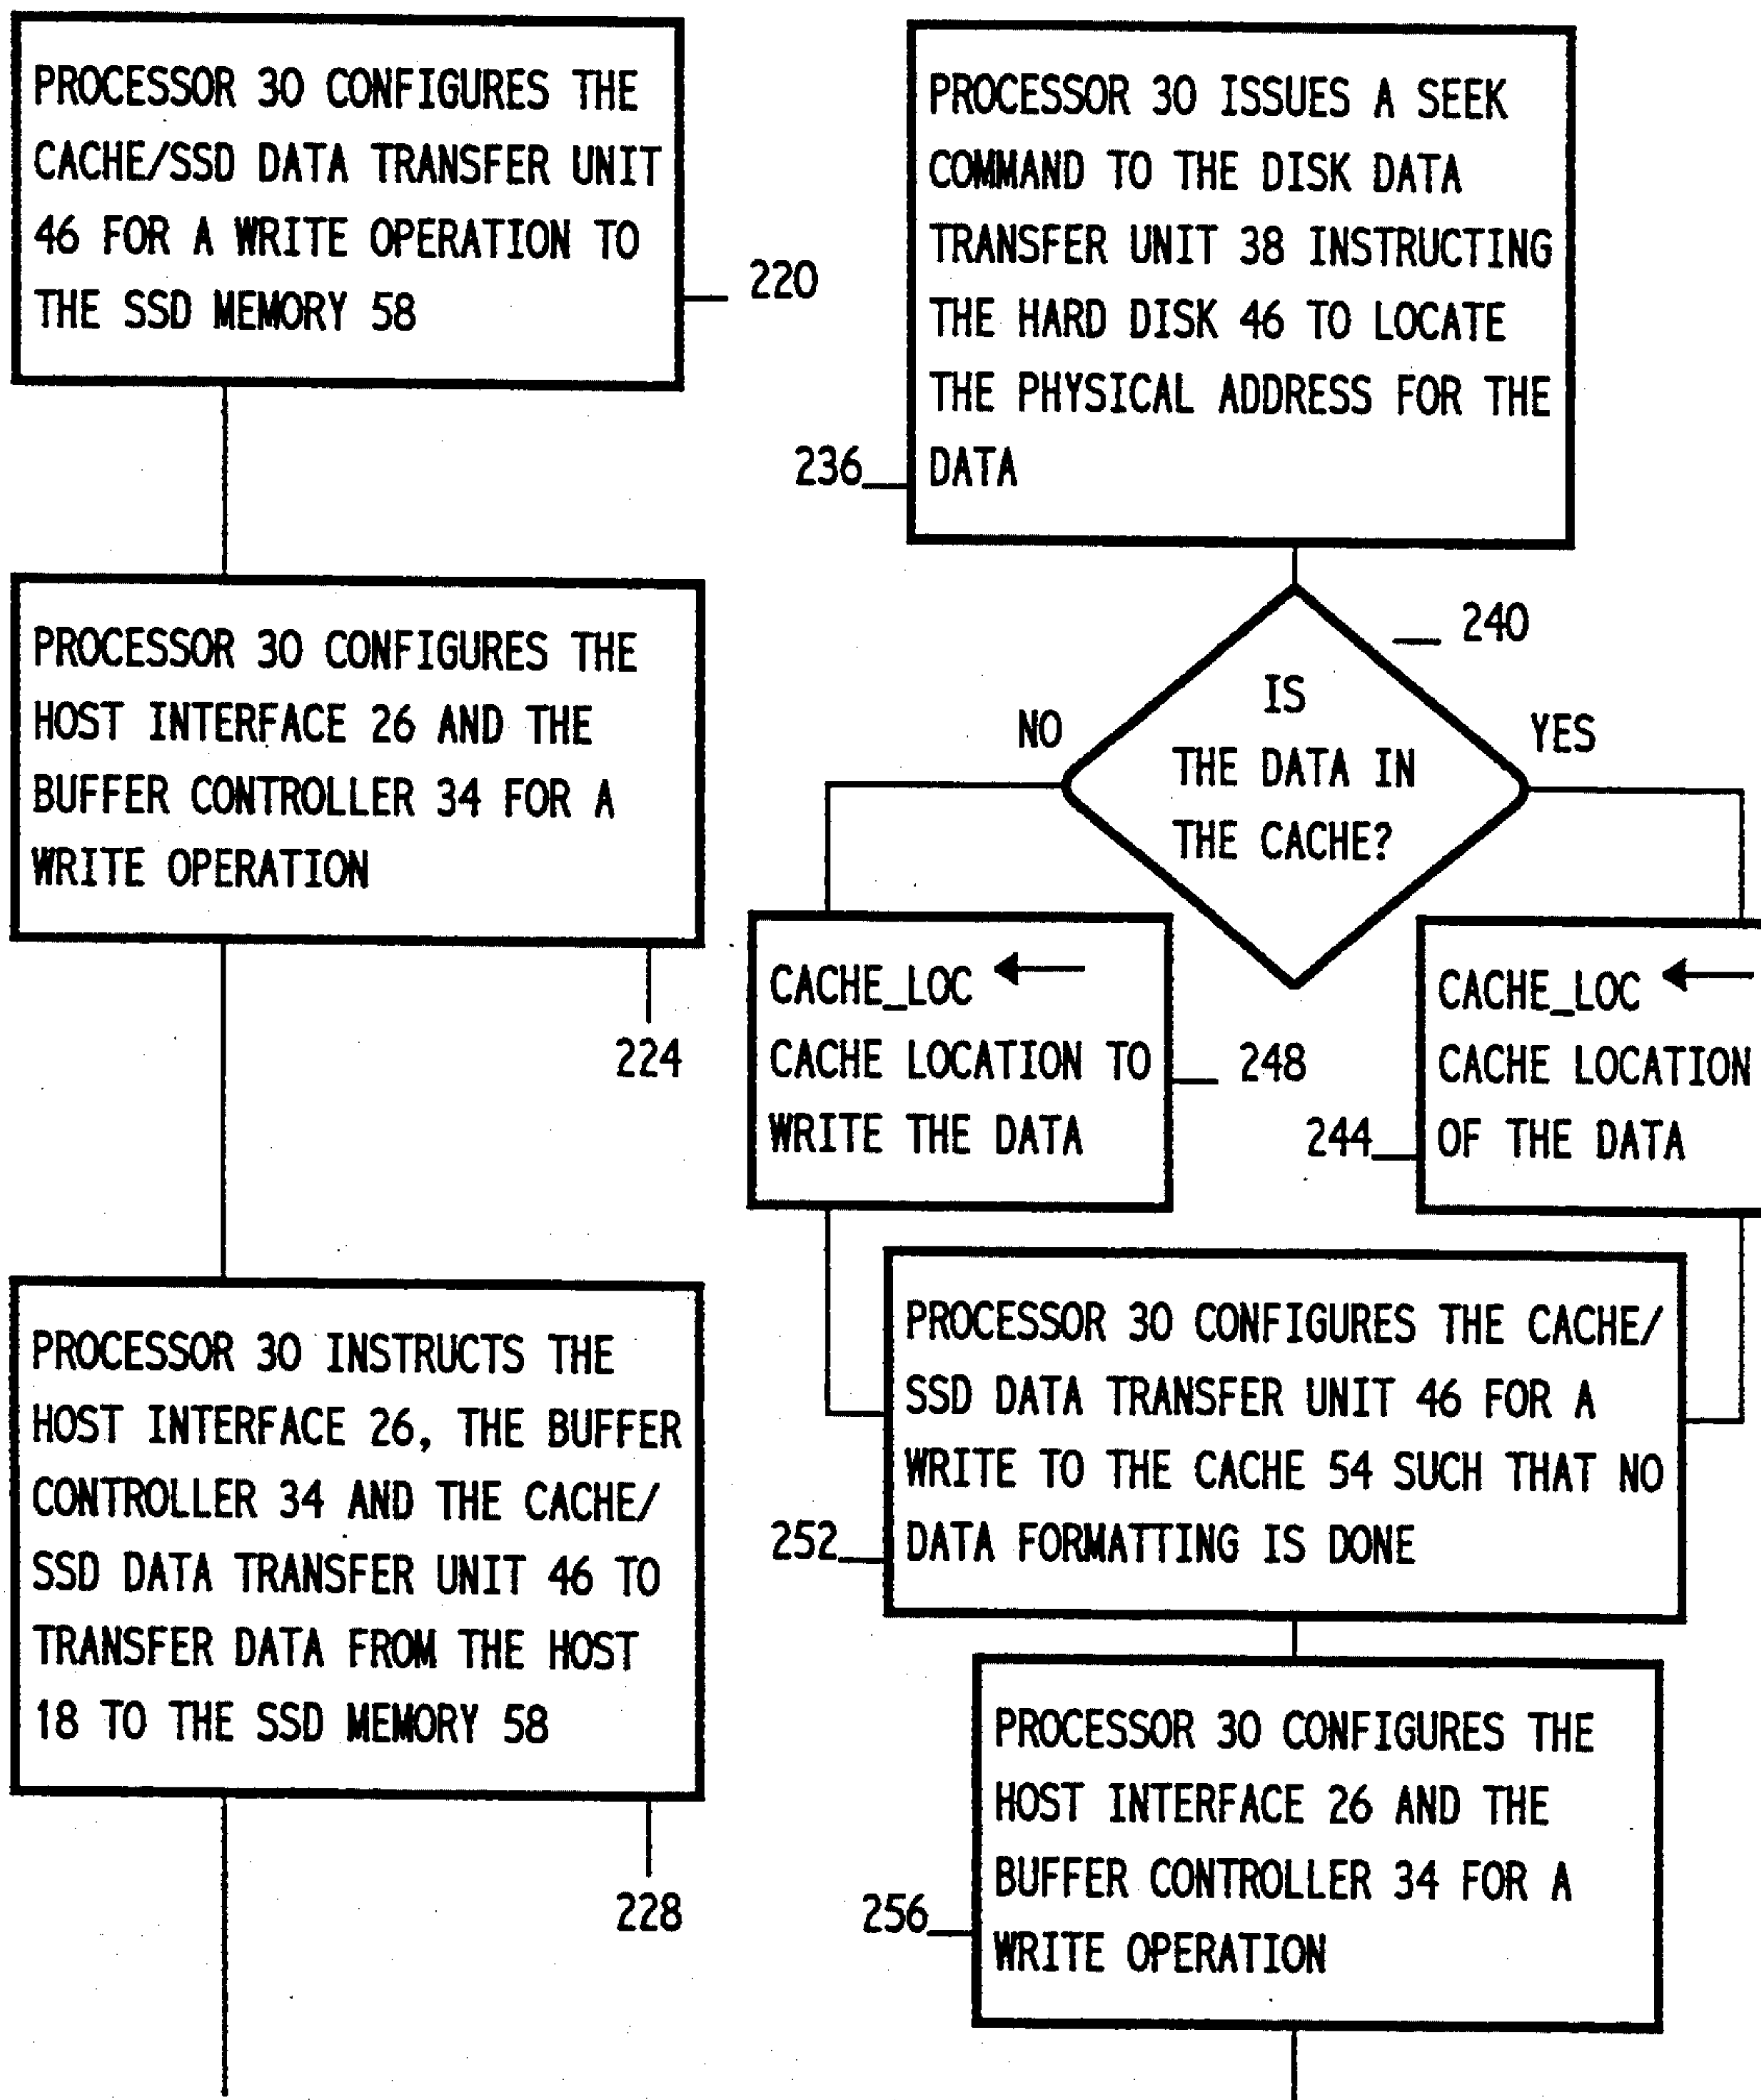 PROCESSOR 30 CONFIGURES THE
CACHE/SSD DATA TRANSFER UNIT
46 FOR A WRITE OPERATION TO
THE SSD MEMORY 58
220
PROCESSOR 30 CONFIGURES THE
HOST INTERFACE 26 AND THE
BUFFER CONTROLLER 34 FOR A
WRITE OPERATION
224
PROCESSOR 30 INSTRUCTS THE
HOST INTERFACE 26, THE BUFFER
CONTROLLER 34 AND THE CACHE/
SSD DATA TRANSFER UNIT 46 TO
TRANSFER DATA FROM THE HOST
18 TO THE SSD MEMORY 58
228
PROCESSOR 30 ISSUES A SEEK
COMMAND TO THE DISK DATA
TRANSFER UNIT 38 INSTRUCTING
THE HARD DISK 46 TO LOCATE
THE PHYSICAL ADDRESS FOR THE
DATA
236
240
IS
THE DATA IN
THE CACHE?
NO
YES
CACHE_LOC ←
CACHE LOCATION TO
WRITE THE DATA
248
CACHE_LOC ←
CACHE LOCATION
OF THE DATA
244
PROCESSOR 30 CONFIGURES THE CACHE/
SSD DATA TRANSFER UNIT 46 FOR A
WRITE TO THE CACHE 54 SUCH THAT NO
DATA FORMATTING IS DONE
252
PROCESSOR 30 CONFIGURES THE
HOST INTERFACE 26 AND THE
BUFFER CONTROLLER 34 FOR A
WRITE OPERATION
256